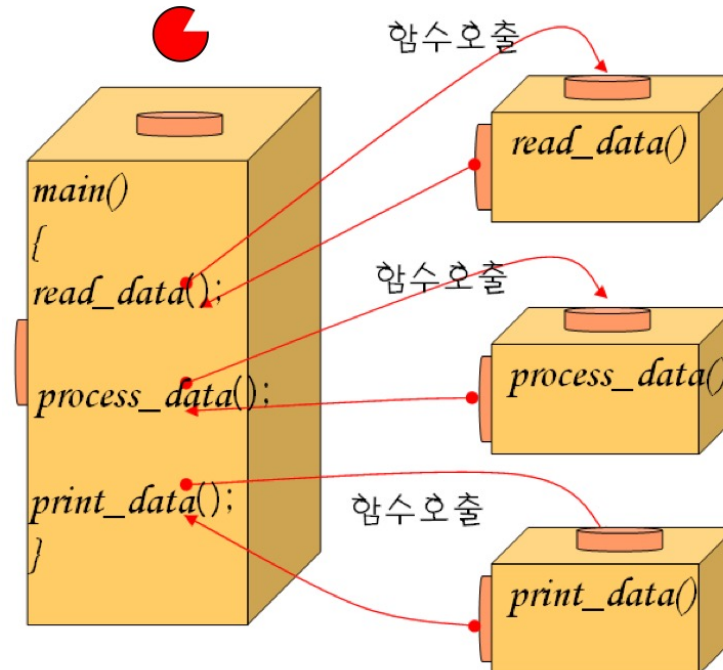 함수호출
read_data()
main()
{
read_data();
함수호출
process_data()
process_data();
print_data();
함수호출
}
print_data()